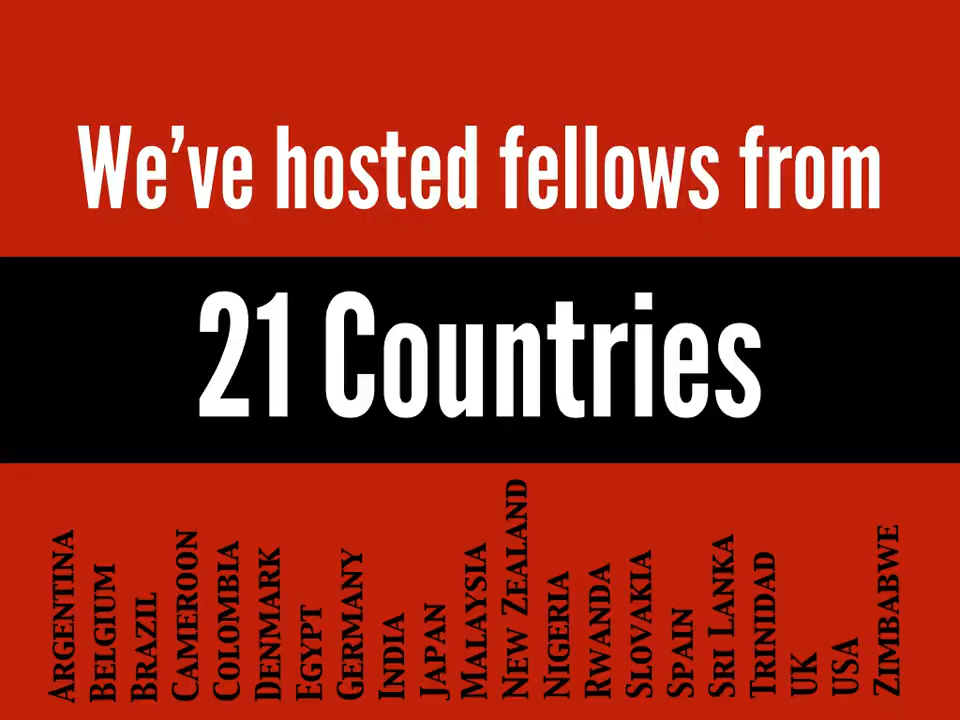 We've hosted fellows from
21 Countries
Argentina
Belgium
Brazil
Cameroon
Colombia
Denmark
Egypt
Germany
India
Japan
Malaysia
New Zealand
Nigeria
Rwanda
Slovakia
Spain
Sri Lanka
Trinidad
UK
USA
Zimbabwe